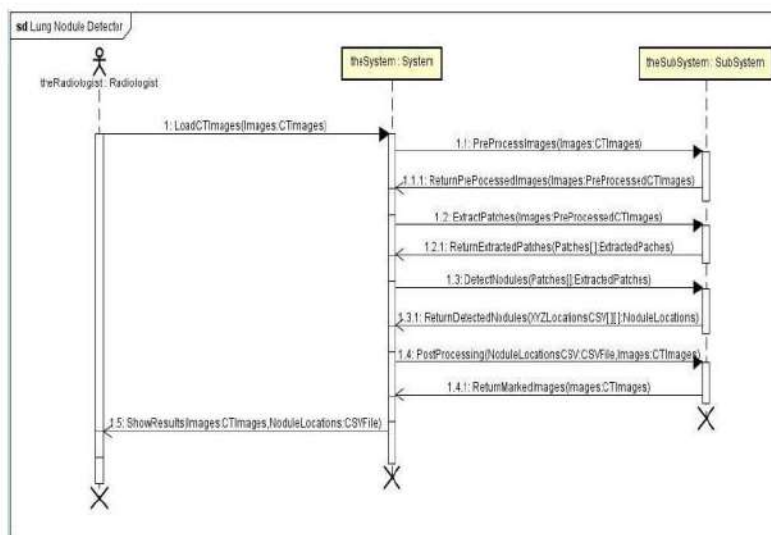 sd Lung Nodule Detector
theRadiologist : Radiologist
theSystem : System
theSubSystem : SubSystem
1: LoadCTImages(Images:CTImages)
1.1: PreProcessImages(Images:CTImages)
1.1.1: ReturnPrePocessedImages(Images:PreProcessedCTImages)
1.2: ExtractPatches(Images:PreProcessedCTImages)
1.2.1: ReturnExtractedPatches(Patches[]:ExtractedPaches)
1.3: DetectNodules(Patches[]:ExtractedPatches)
1.3.1: ReturnDetectedNodules(XYZLocationsCSV[][]:NoduleLocations)
1.4: PostProcessing(NoduleLocationsCSV:CSVFile,Images:CTImages)
1.4.1: ReturnMarkedImages(Images:CTImages)
1.5: ShowResults(Images:CTImages,NoduleLocations:CSVFile)